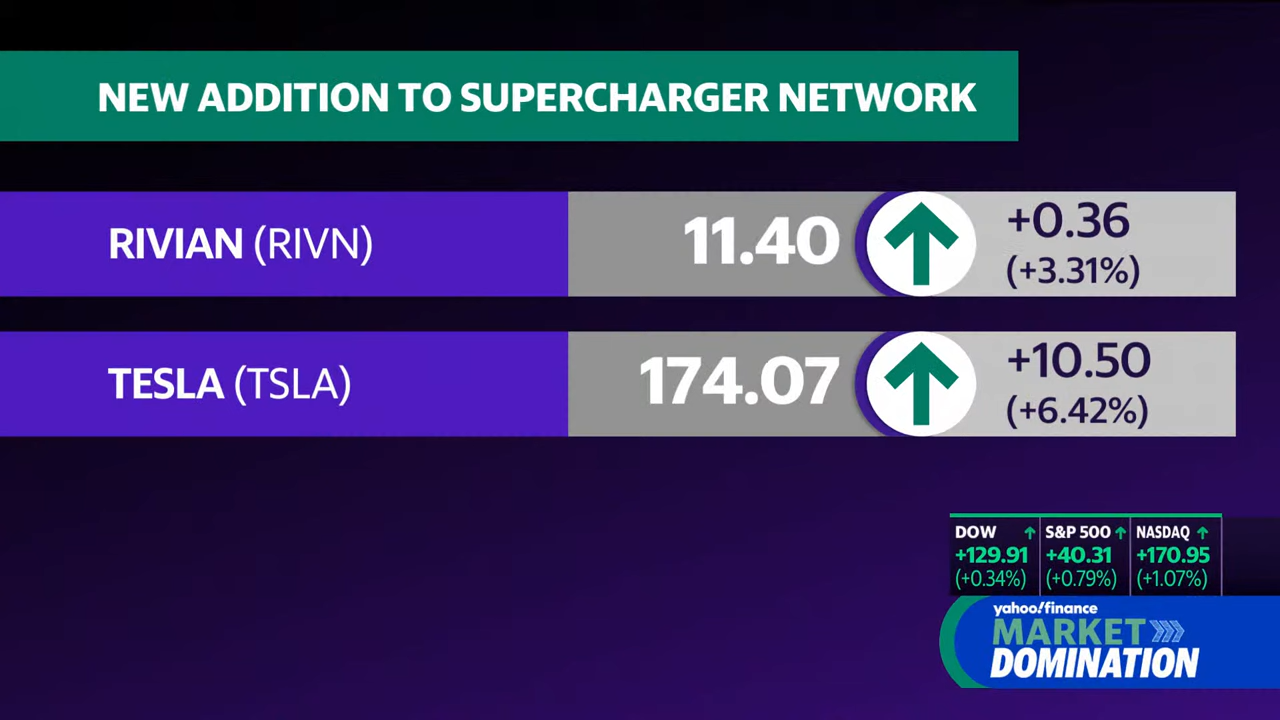 NEW ADDITION TO SUPERCHARGER NETWORK
RIVIAN (RIVN)
11.40
+0.36
(+3.31%)
TESLA (TSLA)
174.07
+10.50
(+6.42%)
DOW
+129.91
(+0.34%)
S&P 500
+40.31
(+0.79%)
NASDAQ
+170.95
(+1.07%)
yahoo!finance
MARKET
DOMINATION